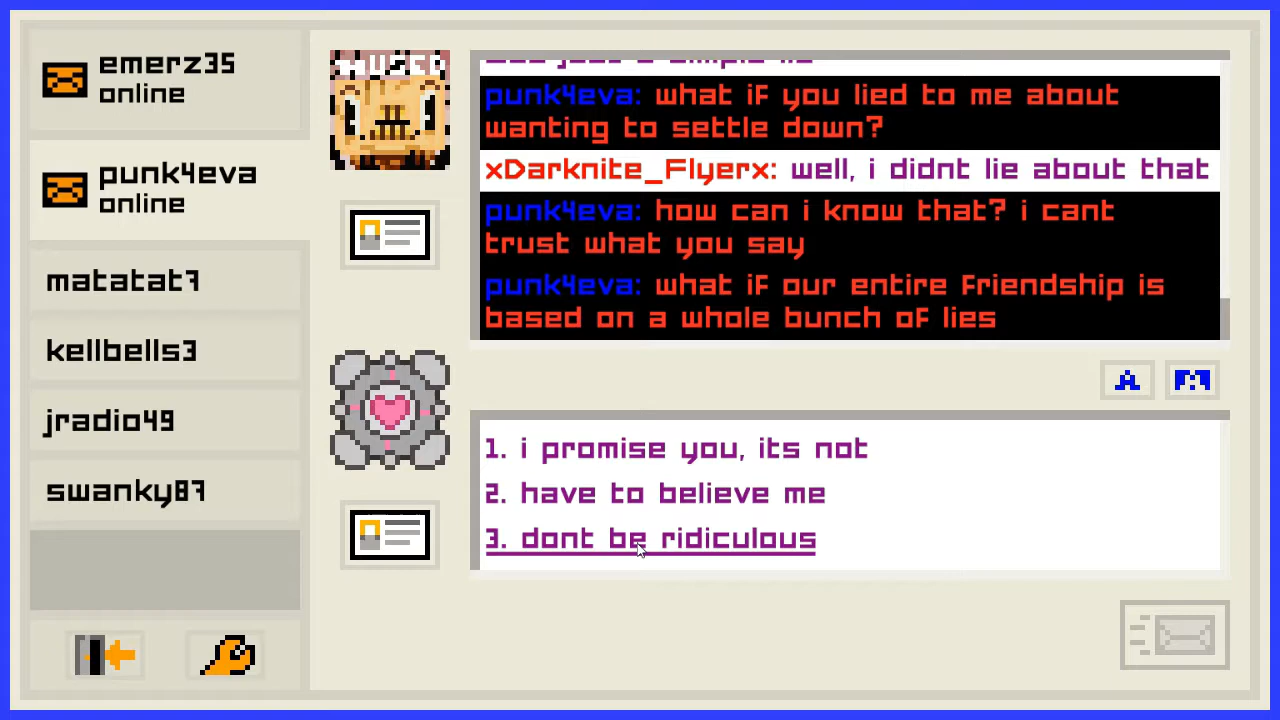 emerz35
online
punk4eva
online
matatat7
kellbells3
jradio49
swanky87
punk4eva: what if you lied to me about
wanting to settle down?
xDarknite_Flyerx: well, i didnt lie about that
punk4eva: how can i know that? i cant
trust what you say
punk4eva: what if our entire friendship is
based on a whole bunch of lies
A
1. i promise you, its not
2. have to believe me
3. dont be ridiculous